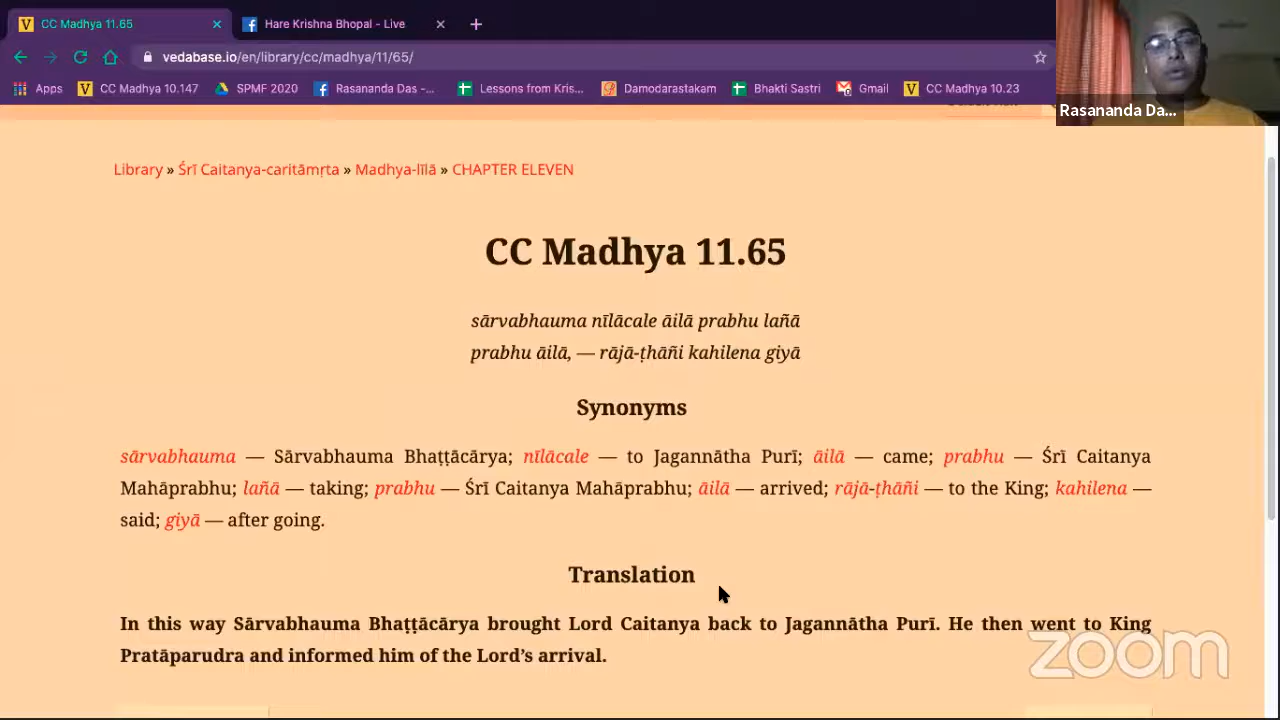 CC Madhya 11.65
Hare Krishna Bhopal - Live
vedabase.io/en/library/cc/madhya/11/65/
Apps CC Madhya 10.147 SPMF 2020 Rasananda Das -... Lessons from Kris... Damodarastakam Bhakti Sastri Gmail CC Madhya 10.23
Rasananda Da...
Library » Śrī Caitanya-caritāmṛta » Madhya-līlā » CHAPTER ELEVEN
CC Madhya 11.65
sārvabhauma nīlācale āilā prabhu lañā
prabhu āilā, — rājā-ṭhāñi kahilena giyā
Synonyms
sārvabhauma — Sārvabhauma Bhaṭṭācārya; nīlācale — to Jagannātha Purī; āilā — came; prabhu — Śrī Caitanya
Mahāprabhu; lañā — taking; prabhu — Śrī Caitanya Mahāprabhu; āilā — arrived; rājā-ṭhāñi — to the King; kahilena —
said; giyā — after going.
Translation
In this way Sārvabhauma Bhaṭṭācārya brought Lord Caitanya back to Jagannātha Purī. He then went to King
Pratāparudra and informed him of the Lord's arrival.
zoom